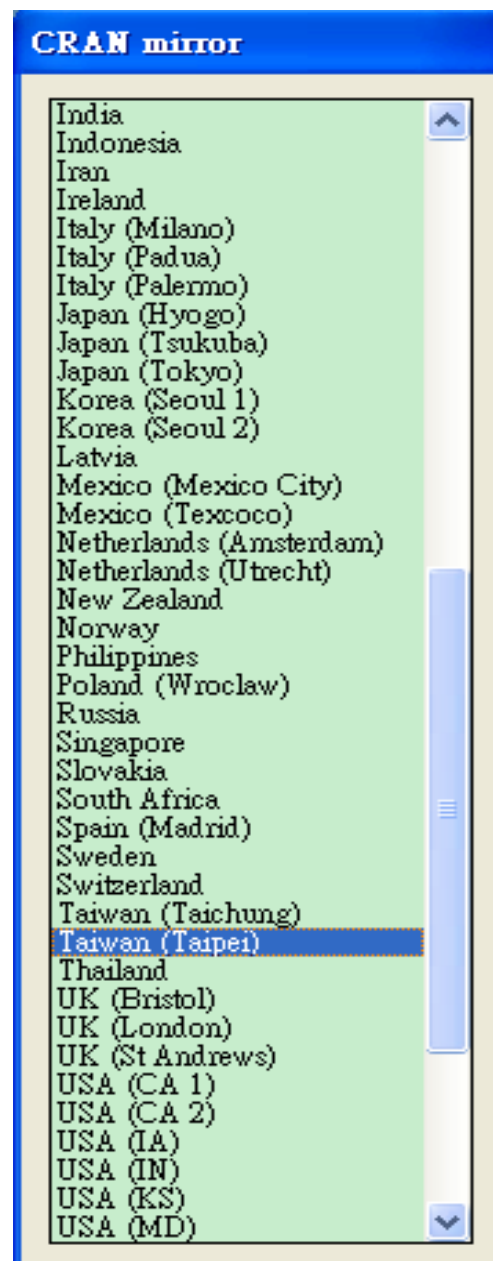 CRAN mirror
India
Indonesia
Iran
Ireland
Italy (Milano)
Italy (Padua)
Italy (Palermo)
Japan (Hyogo)
Japan (Tsukuba)
Japan (Tokyo)
Korea (Seoul 1)
Korea (Seoul 2)
Latvia
Mexico (Mexico City)
Mexico (Texcoco)
Netherlands (Amsterdam)
Netherlands (Utrecht)
New Zealand
Norway
Philippines
Poland (Wroclaw)
Russia
Singapore
Slovakia
South Africa
Spain (Madrid)
Sweden
Switzerland
Taiwan (Taichung)
Taiwan (Taipei)
Thailand
UK (Bristol)
UK (London)
UK (St Andrews)
USA (CA 1)
USA (CA 2)
USA (IA)
USA (IN)
USA (KS)
USA (MD)